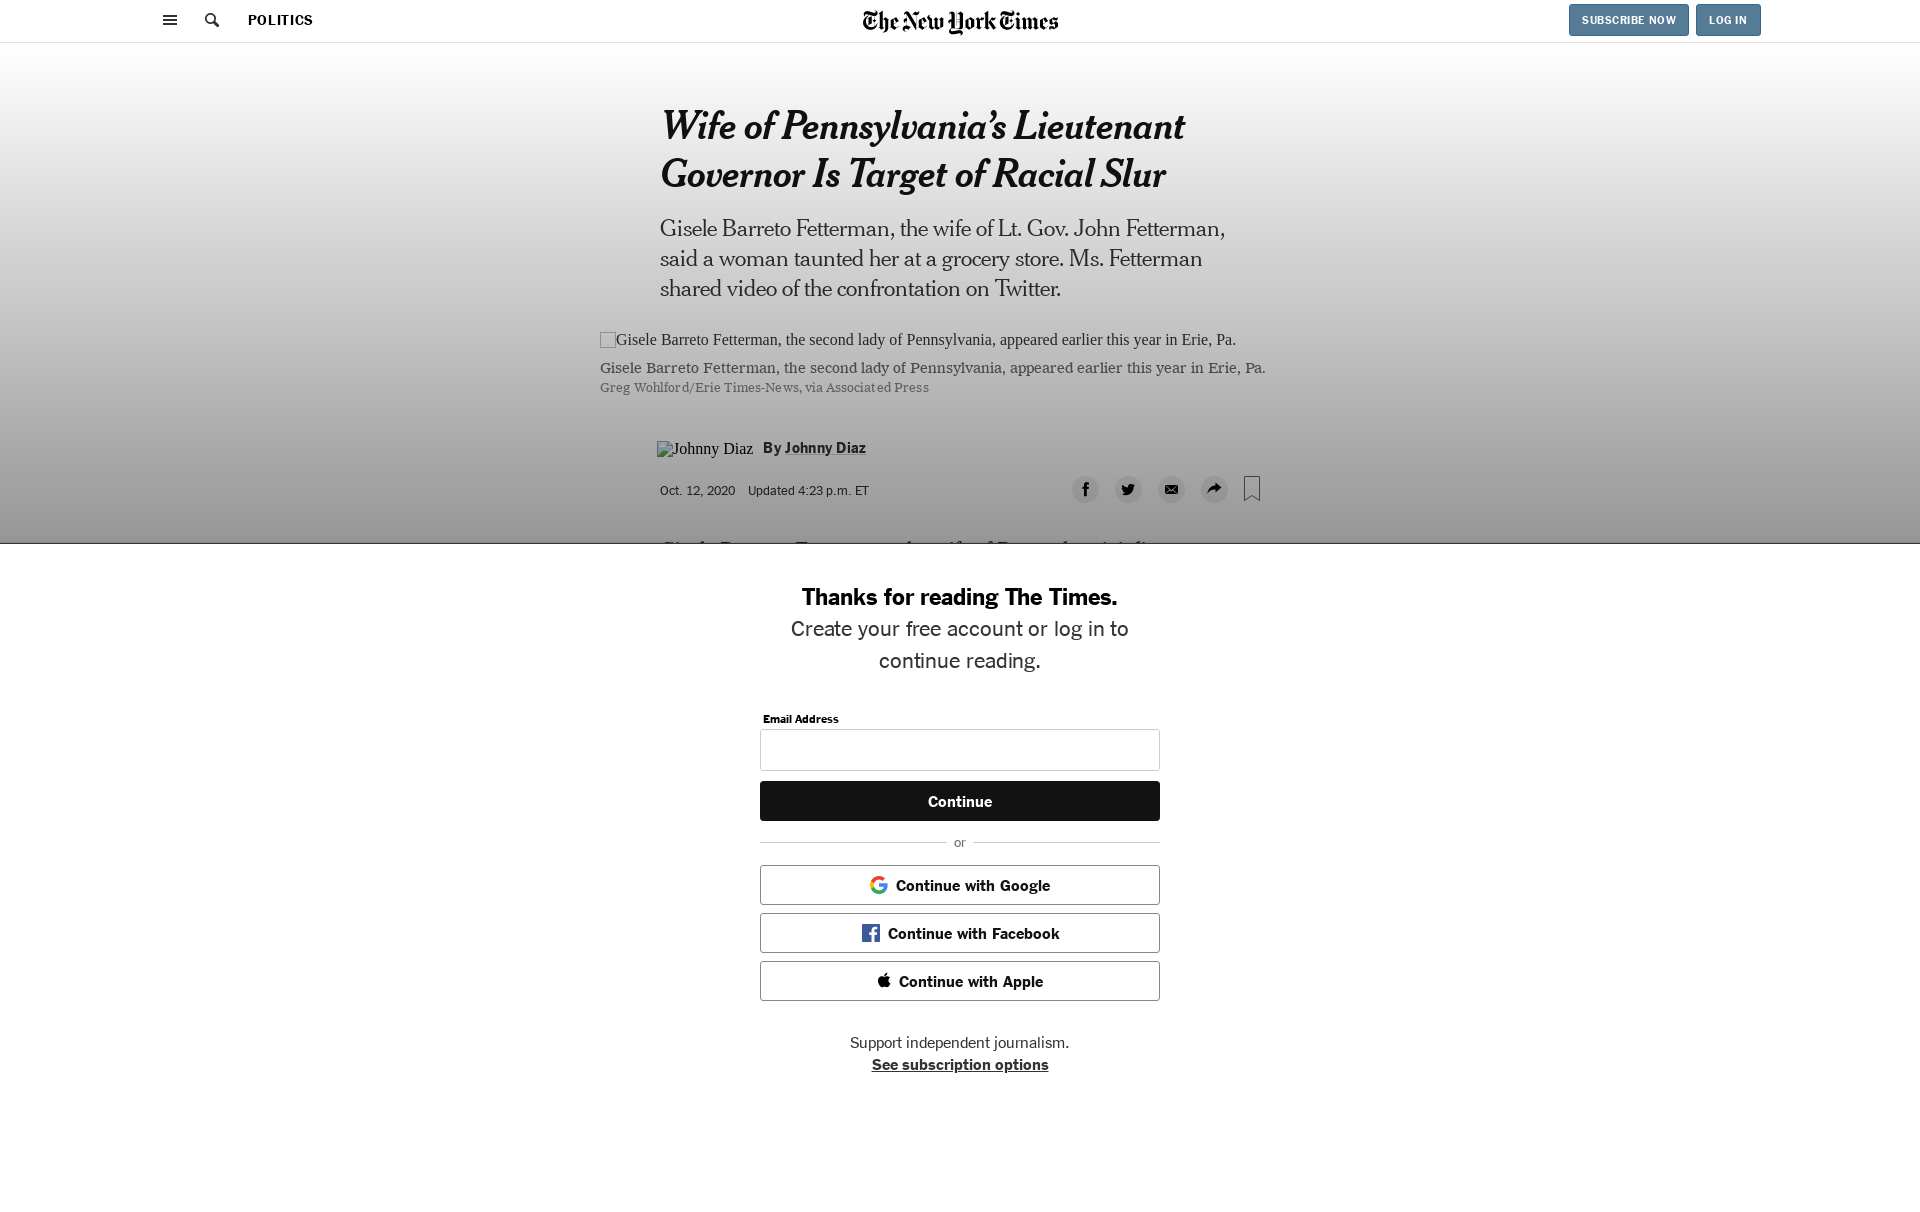 POLITICS
The New York Times
SUBSCRIBE NOW
LOG IN
Wife of Pennsylvania’s Lieutenant
Governor Is Target of Racial Slur
Gisele Barreto Fetterman, the wife of Lt. Gov. John Fetterman,
said a woman taunted her at a grocery store. Ms. Fetterman
shared video of the confrontation on Twitter.
Gisele Barreto Fetterman, the second lady of Pennsylvania, appeared earlier this year in Erie, Pa.
Gisele Barreto Fetterman, the second lady of Pennsylvania, appeared earlier this year in Erie, Pa.
Greg Wohlford/Erie Times-News, via Associated Press
Johnny Diaz
By Johnny Diaz
Oct. 12, 2020
Updated 4:23 p.m. ET
Thanks for reading The Times.
Create your free account or log in to
continue reading.
Email Address
Continue
or
Continue with Google
Continue with Facebook
Continue with Apple
Support independent journalism.
See subscription options